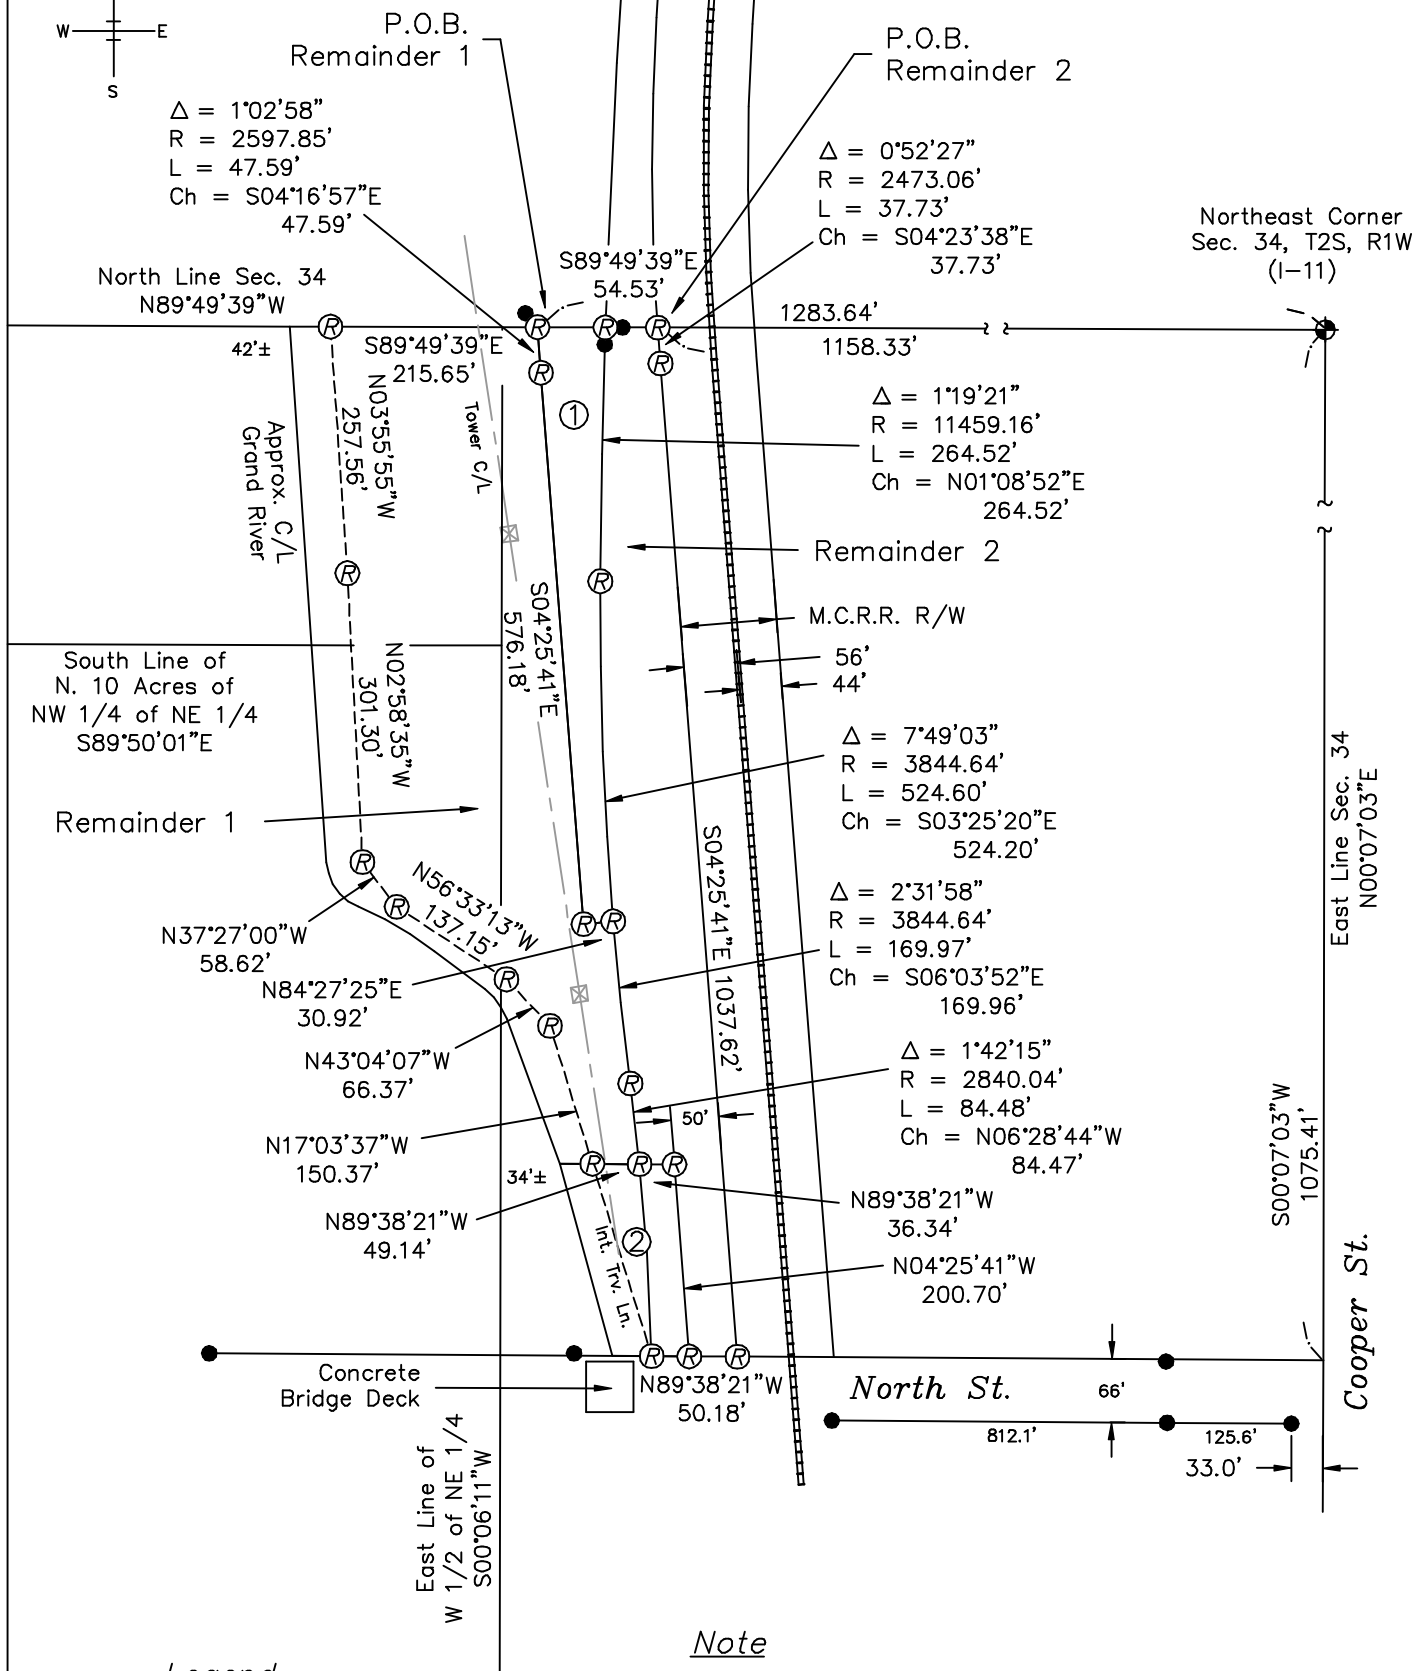 W
E
S
P.O.B.
Remainder 1
P.O.B.
Remainder 2
Δ = 1°02'58"
R = 2597.85'
L = 47.59'
Ch = S04°16'57"E
47.59'
Δ = 0°52'27"
R = 2473.06'
L = 37.73'
Ch = S04°23'38"E
37.73'
Northeast Corner
Sec. 34, T2S, R1W
(I-11)
North Line Sec. 34
N89°49'39"W
S89°49'39"E
54.53'
1283.64'
1158.33'
42'±
S89°49'39"E
215.65'
R
R
R
R
R
R
1
N03°55'55"W
257.56'
Approx. C/L
Grand River
Tower C/L
Δ = 1°19'21"
R = 11459.16'
L = 264.52'
Ch = N01°08'52"E
264.52'
Remainder 2
R
R
S04°25'41"E
576.18'
M.C.R.R. R/W
56'
44'
South Line of
N. 10 Acres of
NW 1/4 of NE 1/4
S89°50'01"E
N02°58'35"W
301.30'
Δ = 7°49'03"
R = 3844.64'
L = 524.60'
Ch = S03°25'20"E
524.20'
East Line Sec. 34
N00°07'03"E
Remainder 1
S04°25'41"E 1037.62'
R
R
N56°33'13"W
137.15'
R
R
Δ = 2°31'58"
R = 3844.64'
L = 169.97'
Ch = S06°03'52"E
169.96'
N37°27'00"W
58.62'
N84°27'25"E
30.92'
R
R
R
N43°04'07"W
66.37'
Δ = 1°42'15"
R = 2840.04'
L = 84.48'
Ch = N06°28'44"W
84.47'
50'
S00°07'03"W
1075.41'
N17°03'37"W
150.37'
34'±
R
R
R
N89°38'21"W
49.14'
N89°38'21"W
36.34'
2
Int. Trv. Ln.
N04°25'41"W
200.70'
Cooper St.
R
R
R
Concrete
Bridge Deck
N89°38'21"W
50.18'
North St.
66'
812.1'
125.6'
33.0'
East Line of
W 1/2 of NE 1/4
S00°06'11"W
Note
Legend